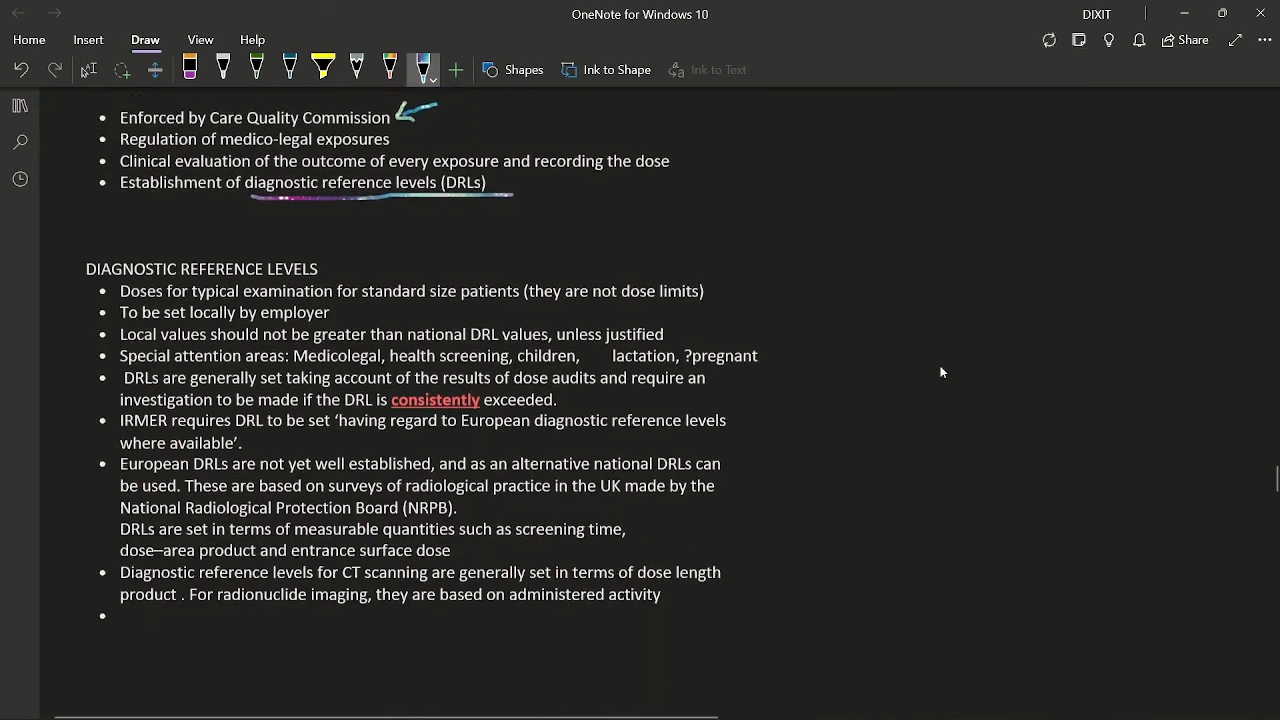 OneNote for Windows 10
DIXIT
Home Insert Draw View Help
Share
Shapes Ink to Shape Ink to Text
• Enforced by Care Quality Commission
• Regulation of medico-legal exposures
• Clinical evaluation of the outcome of every exposure and recording the dose
• Establishment of diagnostic reference levels (DRLs)
DIAGNOSTIC REFERENCE LEVELS
• Doses for typical examination for standard size patients (they are not dose limits)
• To be set locally by employer
• Local values should not be greater than national DRL values, unless justified
• Special attention areas: Medicolegal, health screening, children, lactation, ?pregnant
• DRLs are generally set taking account of the results of dose audits and require an
investigation to be made if the DRL is consistently exceeded.
• IRMER requires DRL to be set ‘having regard to European diagnostic reference levels
where available’.
• European DRLs are not yet well established, and as an alternative national DRLs can
be used. These are based on surveys of radiological practice in the UK made by the
National Radiological Protection Board (NRPB).
DRLs are set in terms of measurable quantities such as screening time,
dose–area product and entrance surface dose
• Diagnostic reference levels for CT scanning are generally set in terms of dose length
product . For radionuclide imaging, they are based on administered activity
•